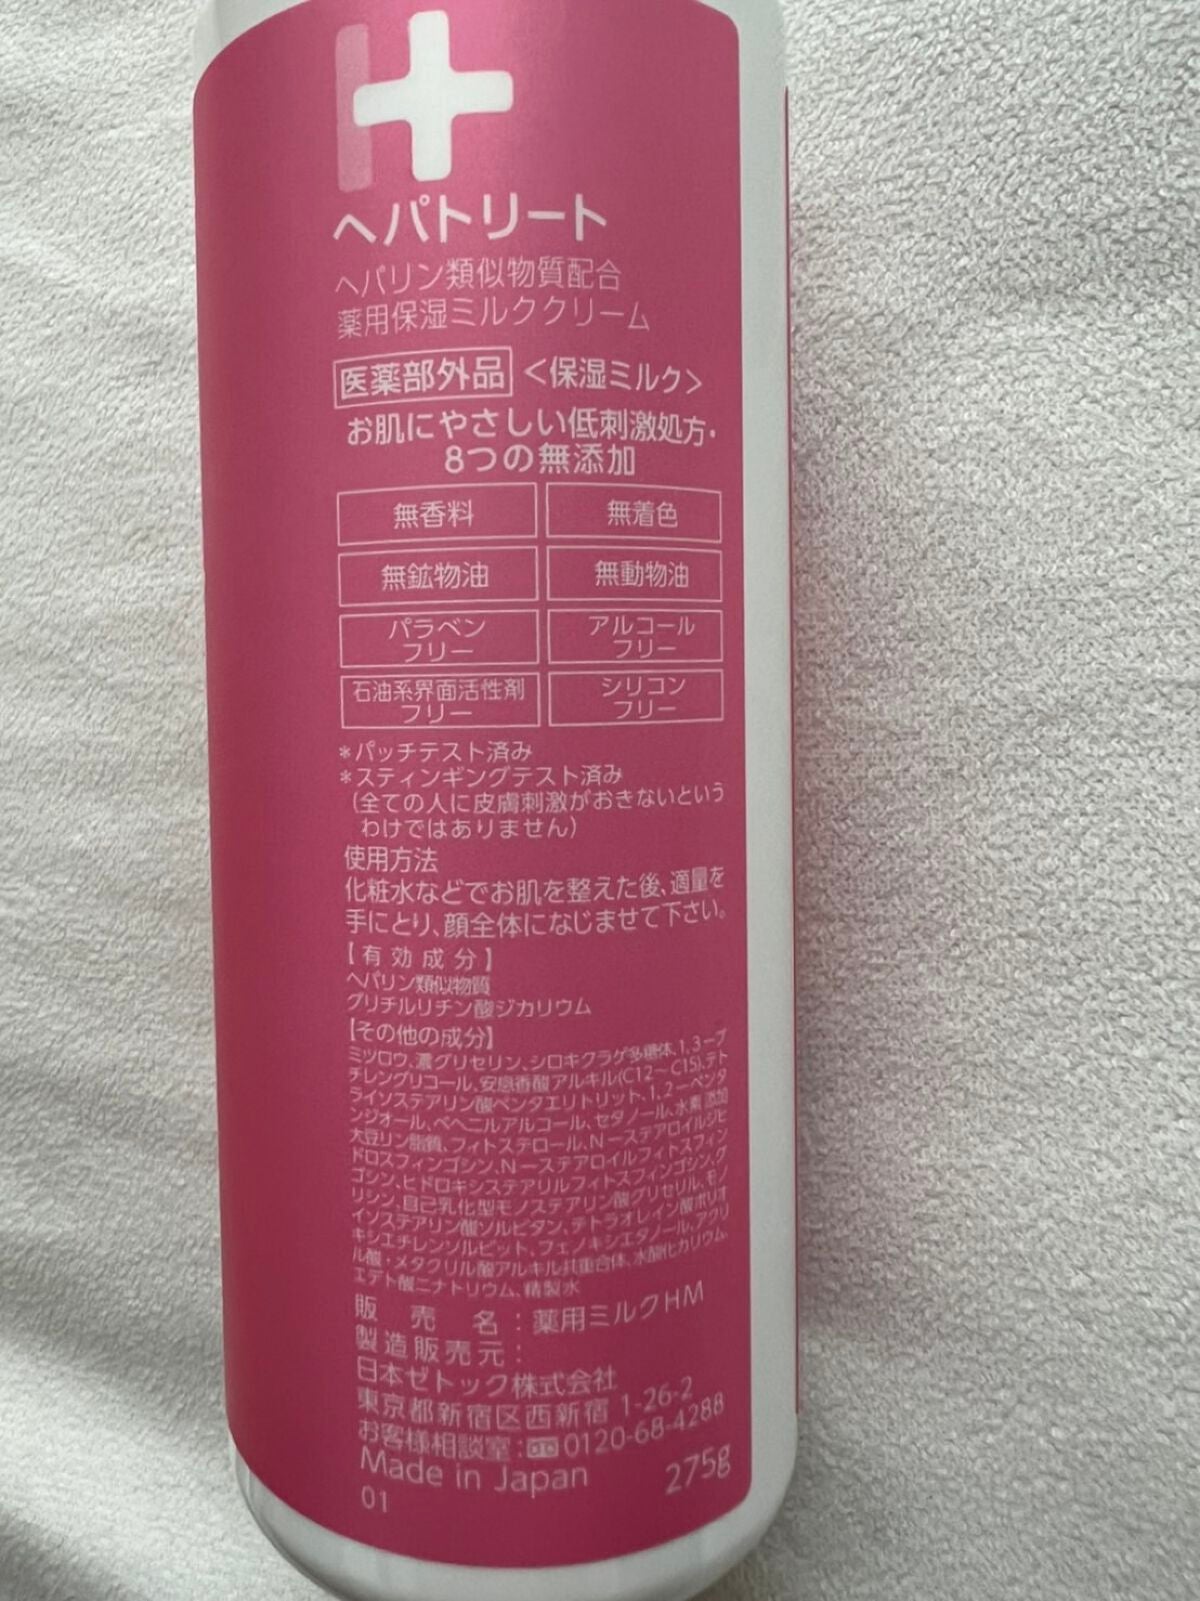 H
ヘパトリート
ヘパリン類似物質配合
薬用保湿ミルククリーム
医薬部外品 <保湿ミルク>
お肌にやさしい低刺激処方・
8つの無添加
無香料 無着色
無鉱物油 無動物油
パラベン
フリー
アルコール
フリー
石油系界面活性剤
フリー
シリコン
フリー
*パッチテスト済み
*スティンギングテスト済み
(全ての人に皮膚刺激がおきないという
わけではありません)
使用方法
化粧水などでお肌を整えた後、適量を
手にとり、顔全体になじませて下さい。
【有効成分】
ヘパリン類似物質
グリチルリチン酸ジカリウム
【その他の成分】
ミツロウ、濃グリセリン、シロキクラゲ多糖体、1,3ーブ
チレングリコール、安息香酸アルキル(C12〜C15)、テト
ライソステアリン酸ペンタエリトリット、1,2ーペンタ
ンジオール、ベヘニルアルコール、セタノール、水素添加
大豆リン脂質、フィトステロール、Nーステアロイルジヒ
ドロスフィンゴシン、Nーステアロイルフィトスフィン
ゴシン、ヒドロキシステアリルフィトスフィンゴシン、グ
リシン、自己乳化型モノステアリン酸グリセリル、モノ
イソステアリン酸ソルビタン、テトラオレイン酸ポリオ
キシエチレンソルビット、フェノキシエタノール、アクリ
ル酸・メタクリル酸アルキル共重合体、水酸化カリウム、
エデト酸二ナトリウム、精製水
販売名:薬用ミルクHM
製造販売元:
日本ゼトック株式会社
東京都新宿区西新宿 1-26-2
お客様相談室:0120-68-4288
Made in Japan 275g
01